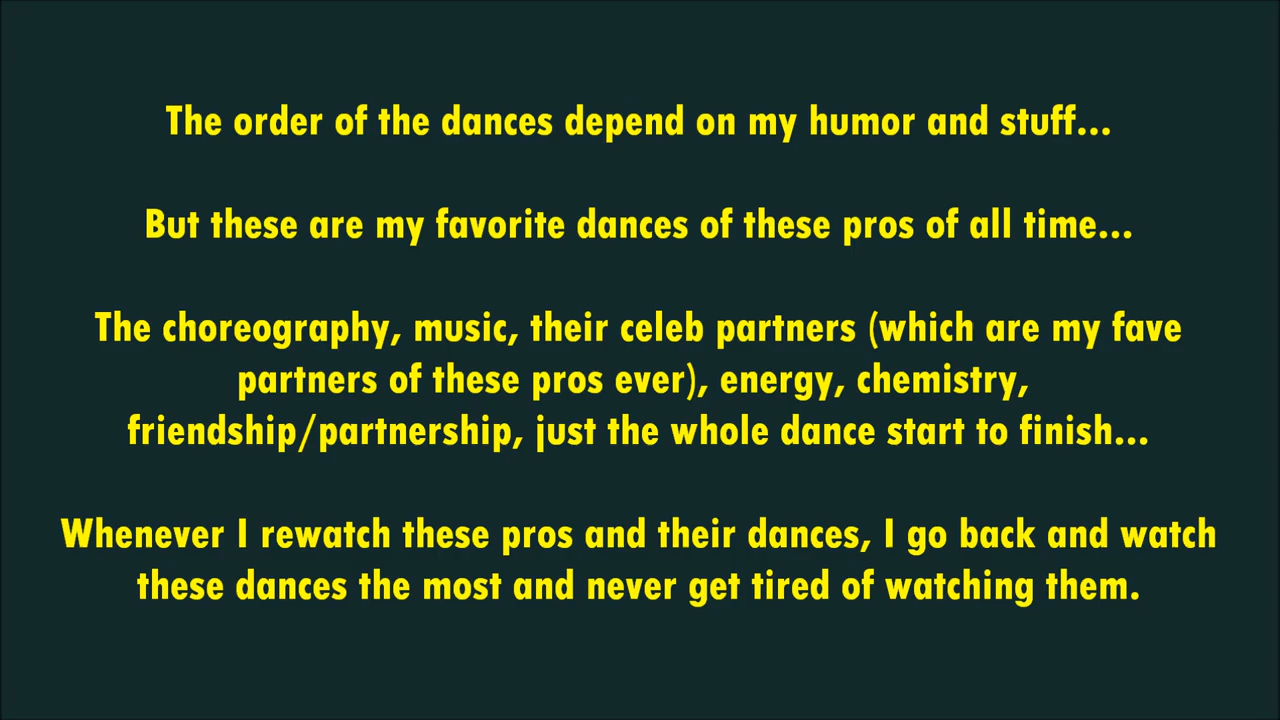 The order of the dances depend on my humor and stuff...
But these are my favorite dances of these pros of all time...
The choreography, music, their celeb partners (which are my fave
partners of these pros ever), energy, chemistry,
friendship/partnership, just the whole dance start to finish...
Whenever I rewatch these pros and their dances, I go back and watch
these dances the most and never get tired of watching them.